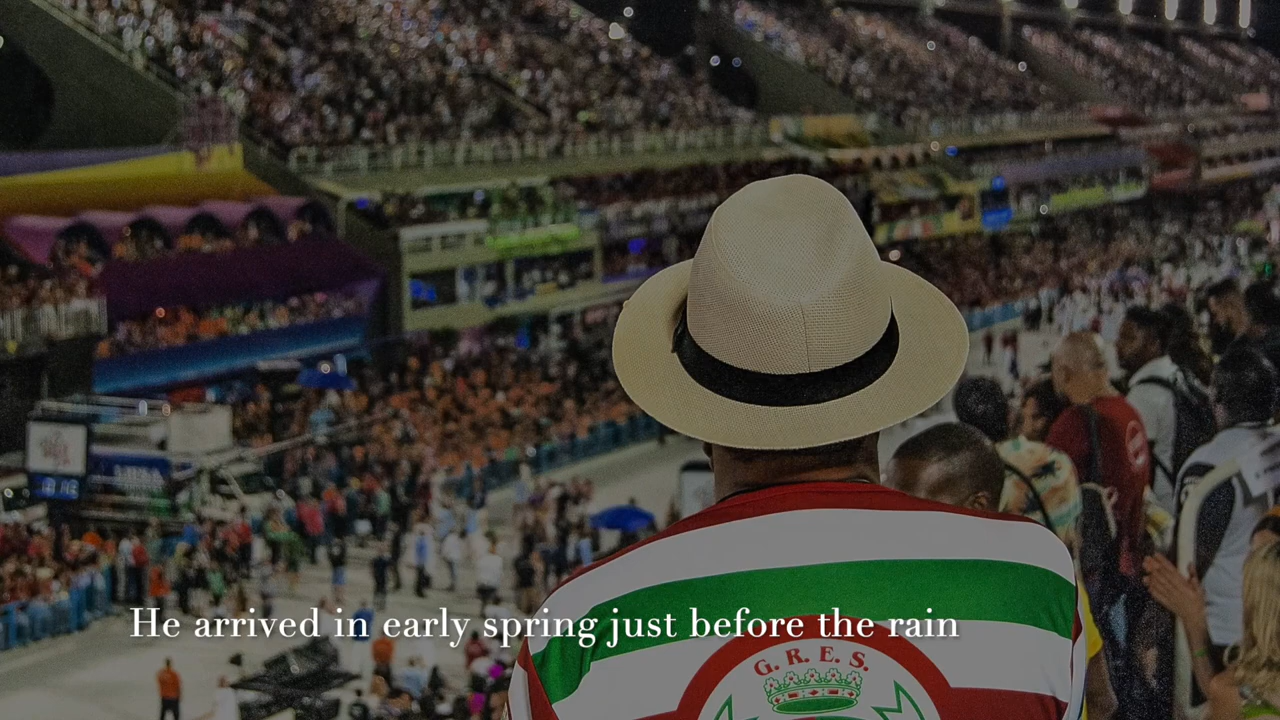 He arrived in early spring just before the rain
G. R. E. S.